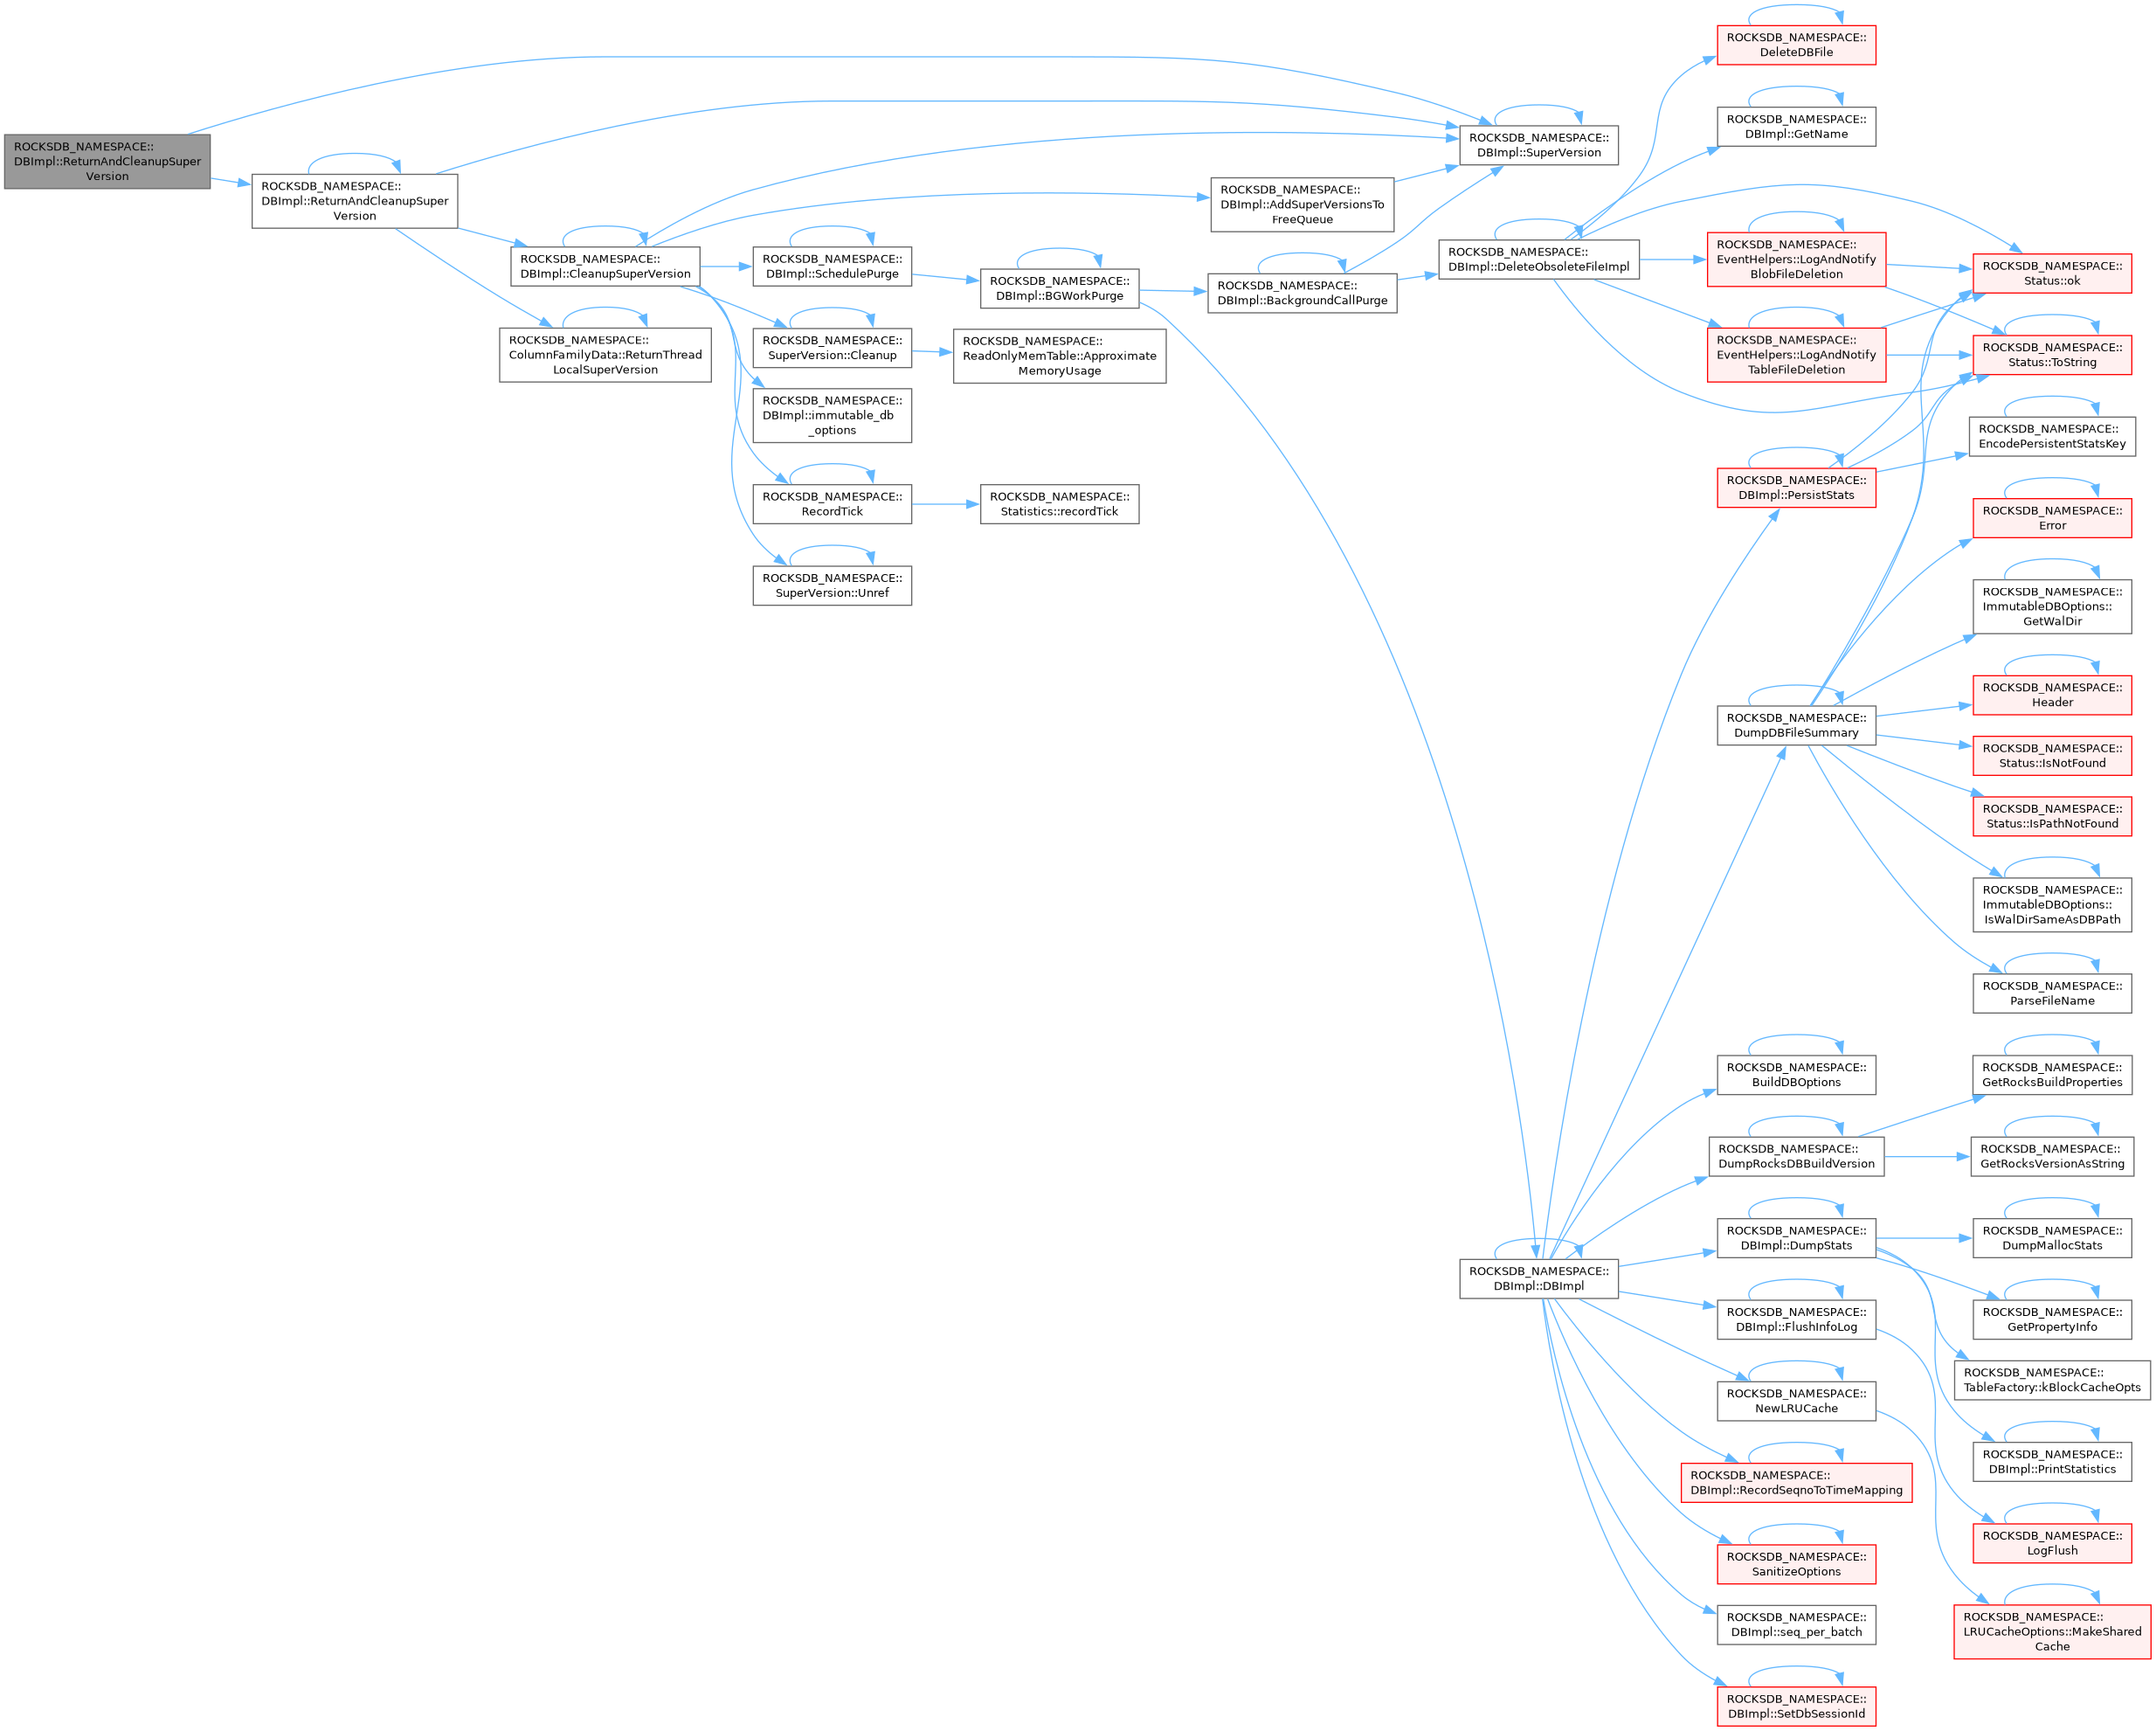 ROCKSDB_NAMESPACE::
DBImpl::ReturnAndCleanupSuper
Version
ROCKSDB_NAMESPACE::
DBImpl::ReturnAndCleanupSuper
Version
ROCKSDB_NAMESPACE::
DBImpl::CleanupSuperVersion
ROCKSDB_NAMESPACE::
ColumnFamilyData::ReturnThread
LocalSuperVersion
ROCKSDB_NAMESPACE::
DBImpl::SchedulePurge
ROCKSDB_NAMESPACE::
SuperVersion::Cleanup
ROCKSDB_NAMESPACE::
DBImpl::immutable_db
_options
ROCKSDB_NAMESPACE::
RecordTick
ROCKSDB_NAMESPACE::
SuperVersion::Unref
ROCKSDB_NAMESPACE::
DBImpl::BGWorkPurge
ROCKSDB_NAMESPACE::
ReadOnlyMemTable::Approximate
MemoryUsage
ROCKSDB_NAMESPACE::
Statistics::recordTick
ROCKSDB_NAMESPACE::
DBImpl::AddSuperVersionsTo
FreeQueue
ROCKSDB_NAMESPACE::
DBImpl::BackgroundCallPurge
ROCKSDB_NAMESPACE::
DBImpl::SuperVersion
ROCKSDB_NAMESPACE::
DBImpl::DeleteObsoleteFileImpl
ROCKSDB_NAMESPACE::
DBImpl::DBImpl
ROCKSDB_NAMESPACE::
DeleteDBFile
ROCKSDB_NAMESPACE::
DBImpl::GetName
ROCKSDB_NAMESPACE::
EventHelpers::LogAndNotify
BlobFileDeletion
ROCKSDB_NAMESPACE::
EventHelpers::LogAndNotify
TableFileDeletion
ROCKSDB_NAMESPACE::
DBImpl::PersistStats
ROCKSDB_NAMESPACE::
DumpDBFileSummary
ROCKSDB_NAMESPACE::
BuildDBOptions
ROCKSDB_NAMESPACE::
DumpRocksDBBuildVersion
ROCKSDB_NAMESPACE::
DBImpl::DumpStats
ROCKSDB_NAMESPACE::
DBImpl::FlushInfoLog
ROCKSDB_NAMESPACE::
NewLRUCache
ROCKSDB_NAMESPACE::
DBImpl::RecordSeqnoToTimeMapping
ROCKSDB_NAMESPACE::
SanitizeOptions
ROCKSDB_NAMESPACE::
DBImpl::seq_per_batch
ROCKSDB_NAMESPACE::
DBImpl::SetDbSessionId
ROCKSDB_NAMESPACE::
Status::ok
ROCKSDB_NAMESPACE::
Status::ToString
ROCKSDB_NAMESPACE::
EncodePersistentStatsKey
ROCKSDB_NAMESPACE::
Error
ROCKSDB_NAMESPACE::
ImmutableDBOptions::
GetWalDir
ROCKSDB_NAMESPACE::
Header
ROCKSDB_NAMESPACE::
Status::IsNotFound
ROCKSDB_NAMESPACE::
Status::IsPathNotFound
ROCKSDB_NAMESPACE::
ImmutableDBOptions::
IsWalDirSameAsDBPath
ROCKSDB_NAMESPACE::
ParseFileName
ROCKSDB_NAMESPACE::
GetRocksBuildProperties
ROCKSDB_NAMESPACE::
GetRocksVersionAsString
ROCKSDB_NAMESPACE::
DumpMallocStats
ROCKSDB_NAMESPACE::
GetPropertyInfo
ROCKSDB_NAMESPACE::
TableFactory::kBlockCacheOpts
ROCKSDB_NAMESPACE::
DBImpl::PrintStatistics
ROCKSDB_NAMESPACE::
LogFlush
ROCKSDB_NAMESPACE::
LRUCacheOptions::MakeShared
Cache